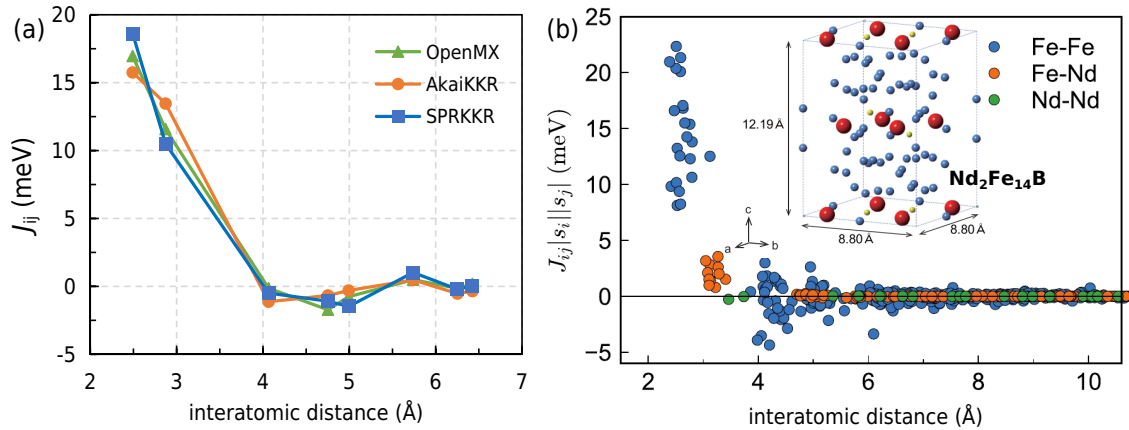 (a)
20
15
10
5
0
-5
J_ij (meV)
OpenMX
AkaiKKR
SPRKKR
2 3 4 5 6 7
interatomic distance (Å)
(b)
25
20
15
10
5
0
−5
J_ij|s_i||s_j| (meV)
Fe-Fe
Fe-Nd
Nd-Nd
12.19 Å
Nd₂Fe₁₄B
8.80 Å
8.80 Å
c
a b
2 4 6 8 10
interatomic distance (Å)